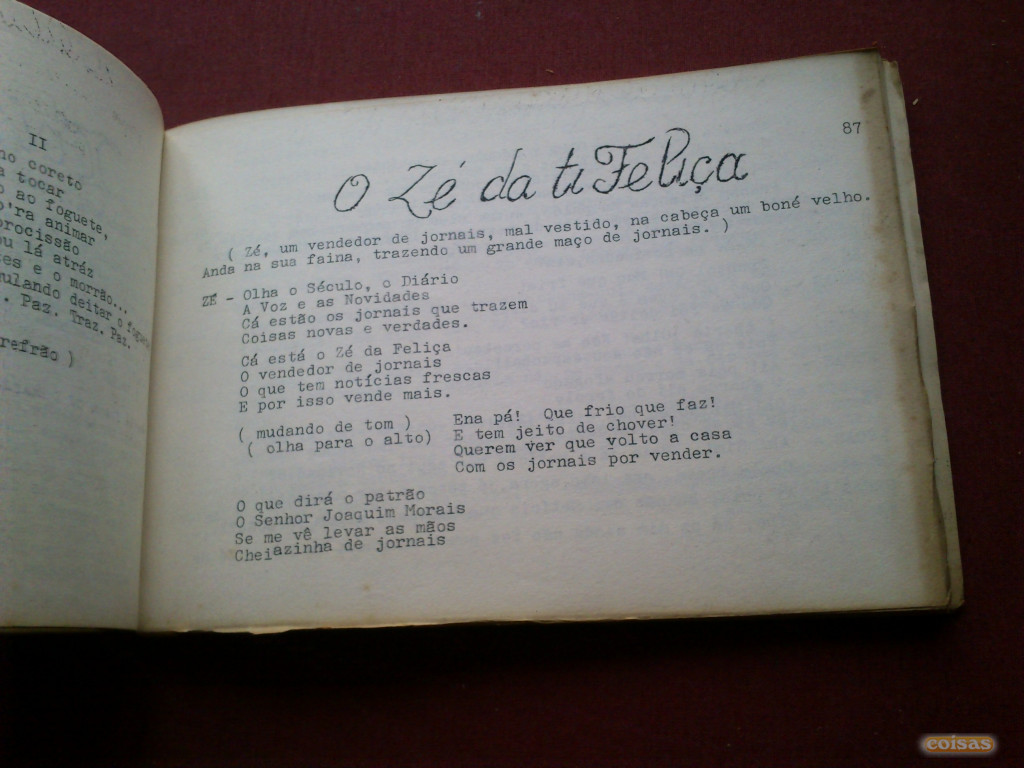 II
no coreto
a tocar
o ao foguete,
p'ra animar
procissão
ou lá atráz
es e o morrão...
ulando deitar o
. Paz. Traz. Paz.
refrão )
87
O Zé da ti Feliça
( Zé, um vendedor de jornais, mal vestido, na cabeça um boné velho.
Anda na sua faina, trazendo um grande maço de jornais. )
ZÉ - Olha o Século, o Diário
A Voz e as Novidades
Cá estão os jornais que trazem
Coisas novas e verdades.
Cá está o Zé da Feliça
O vendedor de jornais
O que tem notícias frescas
E por isso vende mais.
( mudando de tom ) Ena pá! Que frio que faz!
( olha para o alto) E tem jeito de chover!
Querem ver que volto a casa
Com os jornais por vender.
O que dirá o patrão
O Senhor Joaquim Morais
Se me vê levar as mãos
Cheiazinha de jornais
coisas